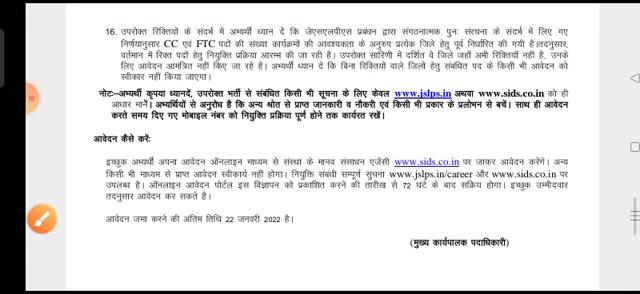 16. उपरोक्त रिक्तियों के संदर्भ में अभ्यर्थी ध्यान दें कि जेएसएलपीएस प्रबंधन द्वारा संगठनात्मक पुनः संरचना के संदर्भ में लिए गए
निर्णयानुसार CC एवं FTC पदों की संख्या कार्यक्रमों की आवश्यकता के अनुरुप प्रत्येक जिले हतु पूर्व निर्धारित की गयी है।तदनुसार,
वर्तमान में रिक्त पदों हेतु नियुक्ति प्रक्रिया आरम्भ की जा रही है। उपरोक्त सारिणी में दर्शित वे जिले जहाँ अभी रिक्तियाँ नहीं है, उनके
लिए आवेदन आमंत्रित नहीं किए जा रहे है। अभ्यर्थी ध्यान दें कि बिना रिक्तियों वाले जिलों हेतु संबंधित पद के किसी भी आवेदन को
स्वीकार नहीं किया जाएगा।
नोटः–अभ्यर्थी कृपया ध्यानदें, उपरोक्त भर्ती से संबंधित किसी भी सूचना के लिए केवल www.jslps.in अथवा www.sids.co.in को ही
आधार मानें। अभ्यर्थियों से अनुरोध है कि अन्य श्रोत से प्राप्त जानकारी व नौकरी एवं किसी भी प्रकार के प्रलोभन से बचें। साथ ही आवेदन
करते समय दिए गए मोबाइल नंबर को नियुक्ति प्रक्रिया पूर्ण होने तक कार्यरत रखें।
आवेदन कैसे करें:
इच्छुक अभ्यर्थी अपना आवेदन ऑनलाइन माध्यम से संस्था के मानव संसाधन एजेंसी www.sids.co.in पर जाकर आवेदन करेंगे। अन्य
किसी भी माध्यम से प्राप्त आवेदन स्वीकार्य नहीं होगा। नियुक्ति संबंधी सम्पूर्ण सुचना www.jslps.in/career और www.sids.co.in पर
उपलब्ध है। ऑनलाइन आवेदन पोर्टल इस विज्ञापन को प्रकाशित करने की तारीख से 72 घंटे के बाद सक्रिय होगा। इच्छुक उम्मीदवार
तदनुसार आवेदन कर सकते है।
आवेदन जमा करने की अंतिम तिथि 22 जनवरी 2022 है।
(मुख्य कार्यपालक पदाधिकारी)